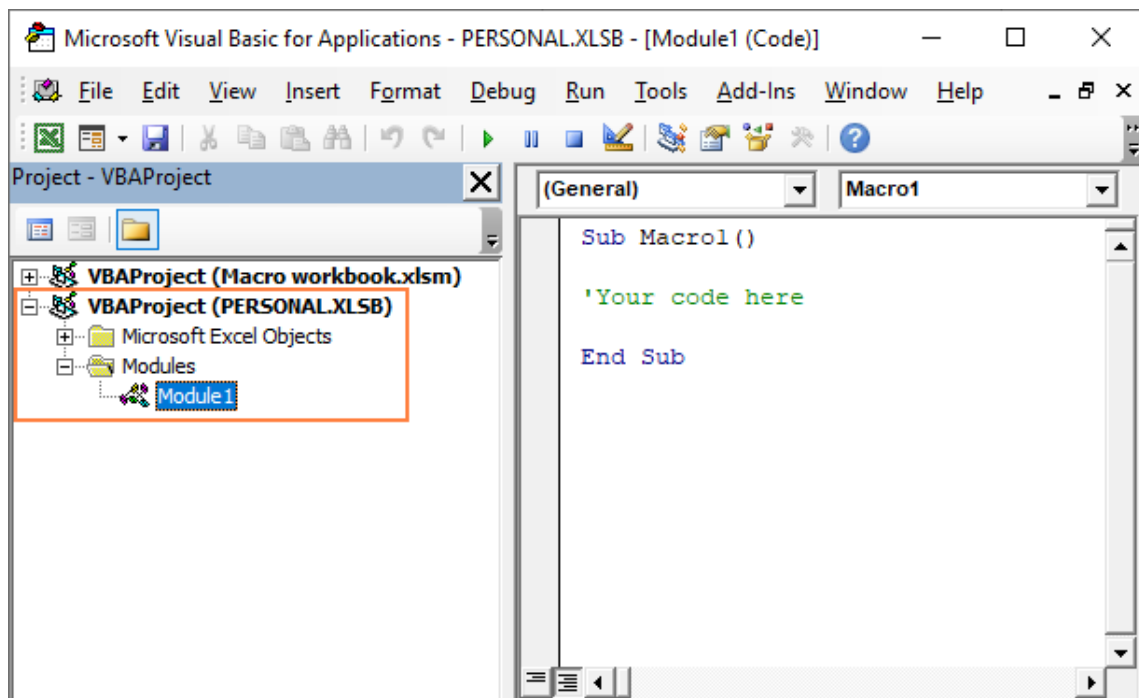 Microsoft Visual Basic for Applications - PERSONAL.XLSB - [Module1 (Code)]
File Edit View Insert Format Debug Run Tools Add-Ins Window Help
Project - VBAProject
(General) Macro1
VBAProject (Macro workbook.xlsm)
VBAProject (PERSONAL.XLSB)
Microsoft Excel Objects
Modules
Module1
Sub Macro1()
'Your code here
End Sub